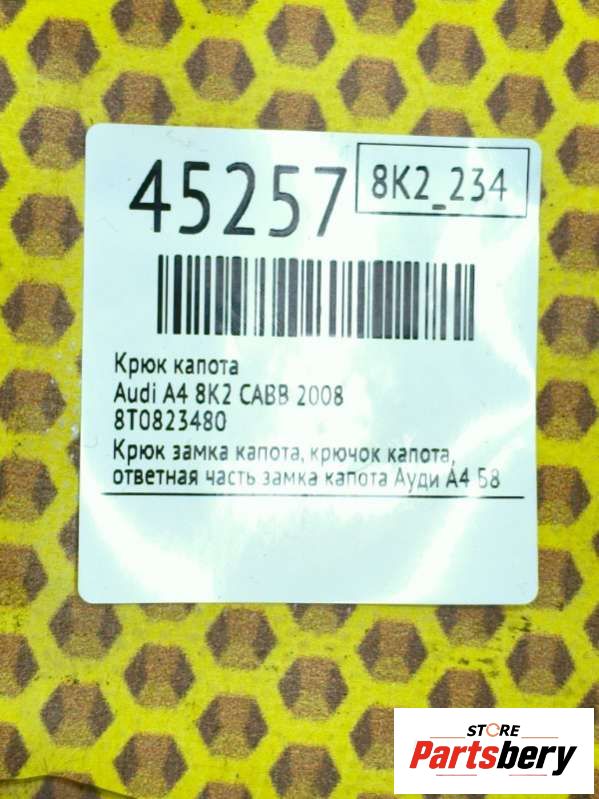 45257
8K2_234
Крюк капота
Audi A4 8K2 CABB 2008
8T0823480
Крюк замка капота, крючок капота,
ответная часть замка капота Ауди А4 Б8
STORE
Partsbery